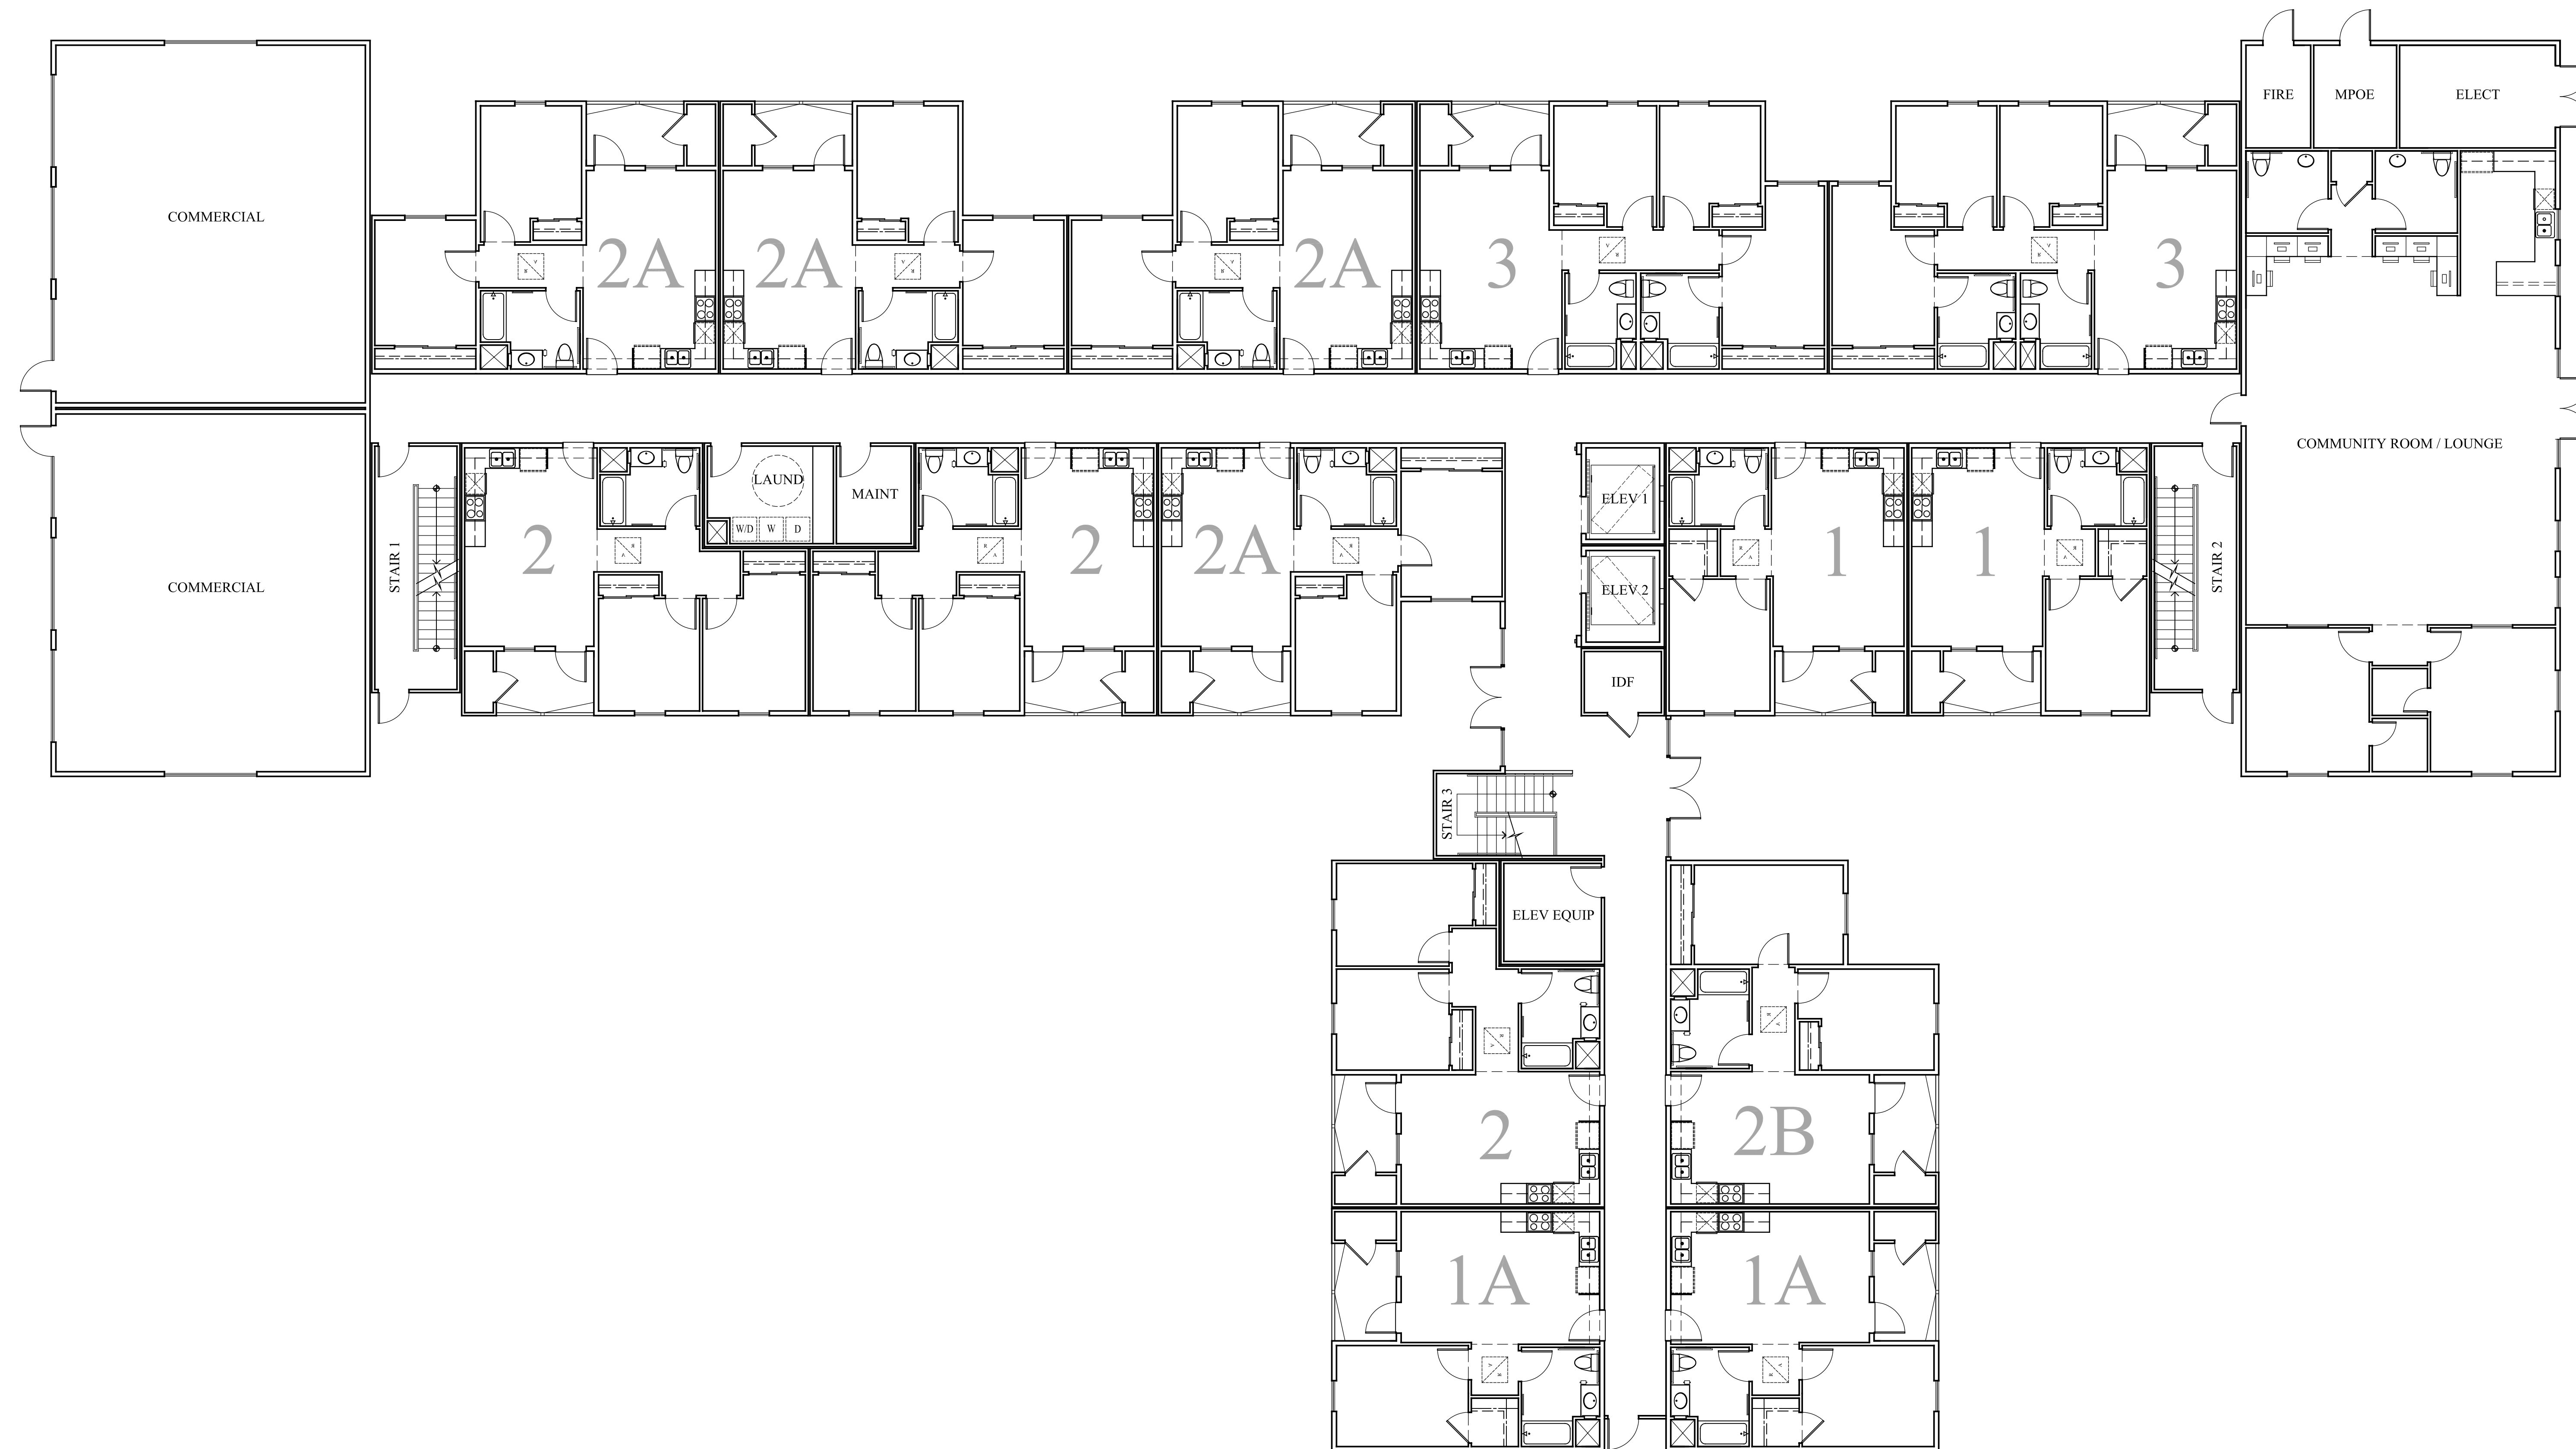 FIRE
MPOE
ELECT
COMMERCIAL
2A
2A
2A
3
3
COMMUNITY ROOM / LOUNGE
COMMERCIAL
STAIR 1
2
LAUND
W/D
W
D
MAINT
2
2A
ELEV 1
ELEV 2
IDF
1
1
STAIR 2
STAIR 3
ELEV EQUIP
2
2B
1A
1A